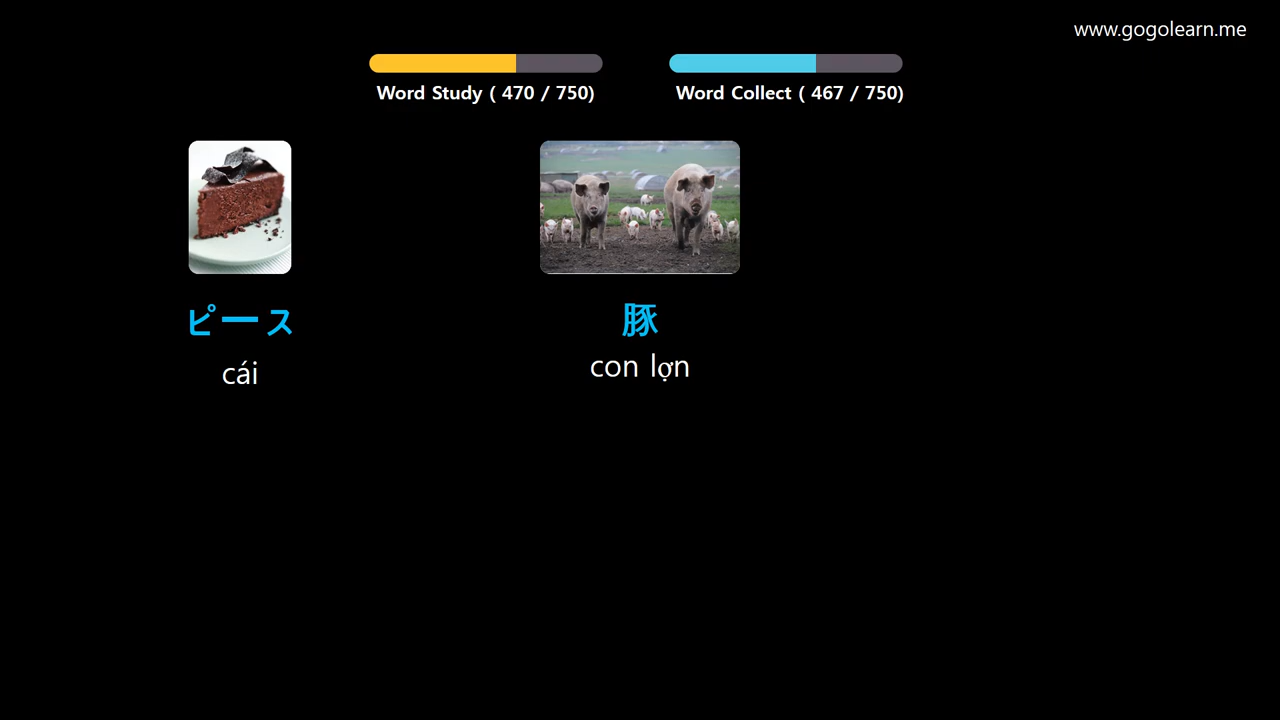 www.gogolearn.me
Word Study ( 470 / 750)
Word Collect ( 467 / 750)
ピース
cái
豚
con lợn